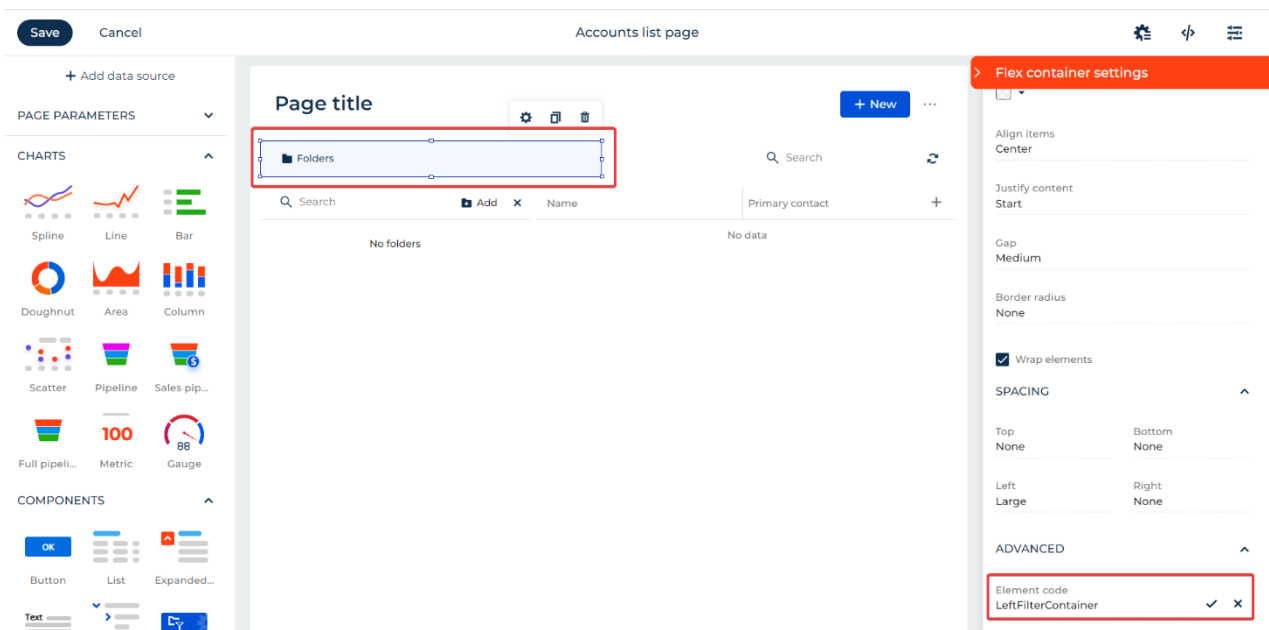 Save
Cancel
Accounts list page
+ Add data source
PAGE PARAMETERS
CHARTS
Spline
Line
Bar
Doughnut
Area
Column
Scatter
Pipeline
Sales pip...
100
88
Full pipeli...
Metric
Gauge
COMPONENTS
OK
Button
List
Expanded...
Text
Page title
+ New
...
Folders
Search
Search
Add
Name
Primary contact
No folders
No data
Flex container settings
Align items
Center
Justify content
Start
Gap
Medium
Border radius
None
Wrap elements
SPACING
Top
Bottom
None
None
Left
Right
Large
None
ADVANCED
Element code
LeftFilterContainer